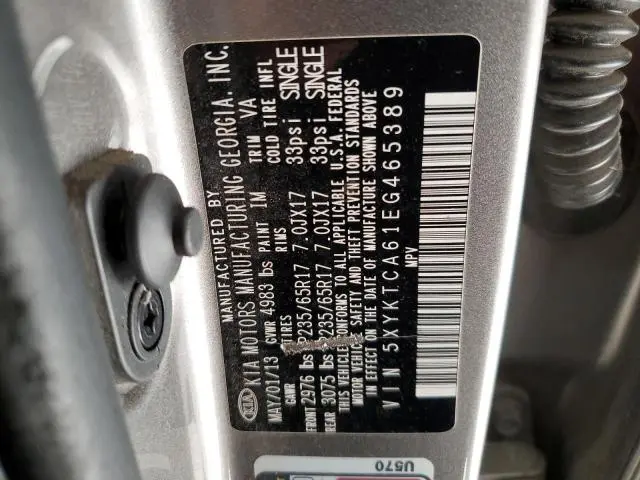 MANUFACTURED BY
KIA KIA MOTORS MANUFACTURING GEORGIA, INC.
MAY/01/13 GVWR 4983 lbs PAINT IM TRIM VA
GAWR TIRES RIMS COLD TIRE INFL
FRONT 2976 lbs P235/65R17 7.0JX17 33psi SINGLE
REAR 3075 lbs P235/65R17 7.0JX17 33psi SINGLE
THIS VEHICLE CONFORMS TO ALL APPLICABLE U.S.A. FEDERAL
MOTOR VEHICLE SAFETY AND THEFT PREVENTION STANDARDS
IN EFFECT ON THE DATE OF MANUFACTURE SHOWN ABOVE
MPV
VIN 5XYKTCA61EG465389
U570